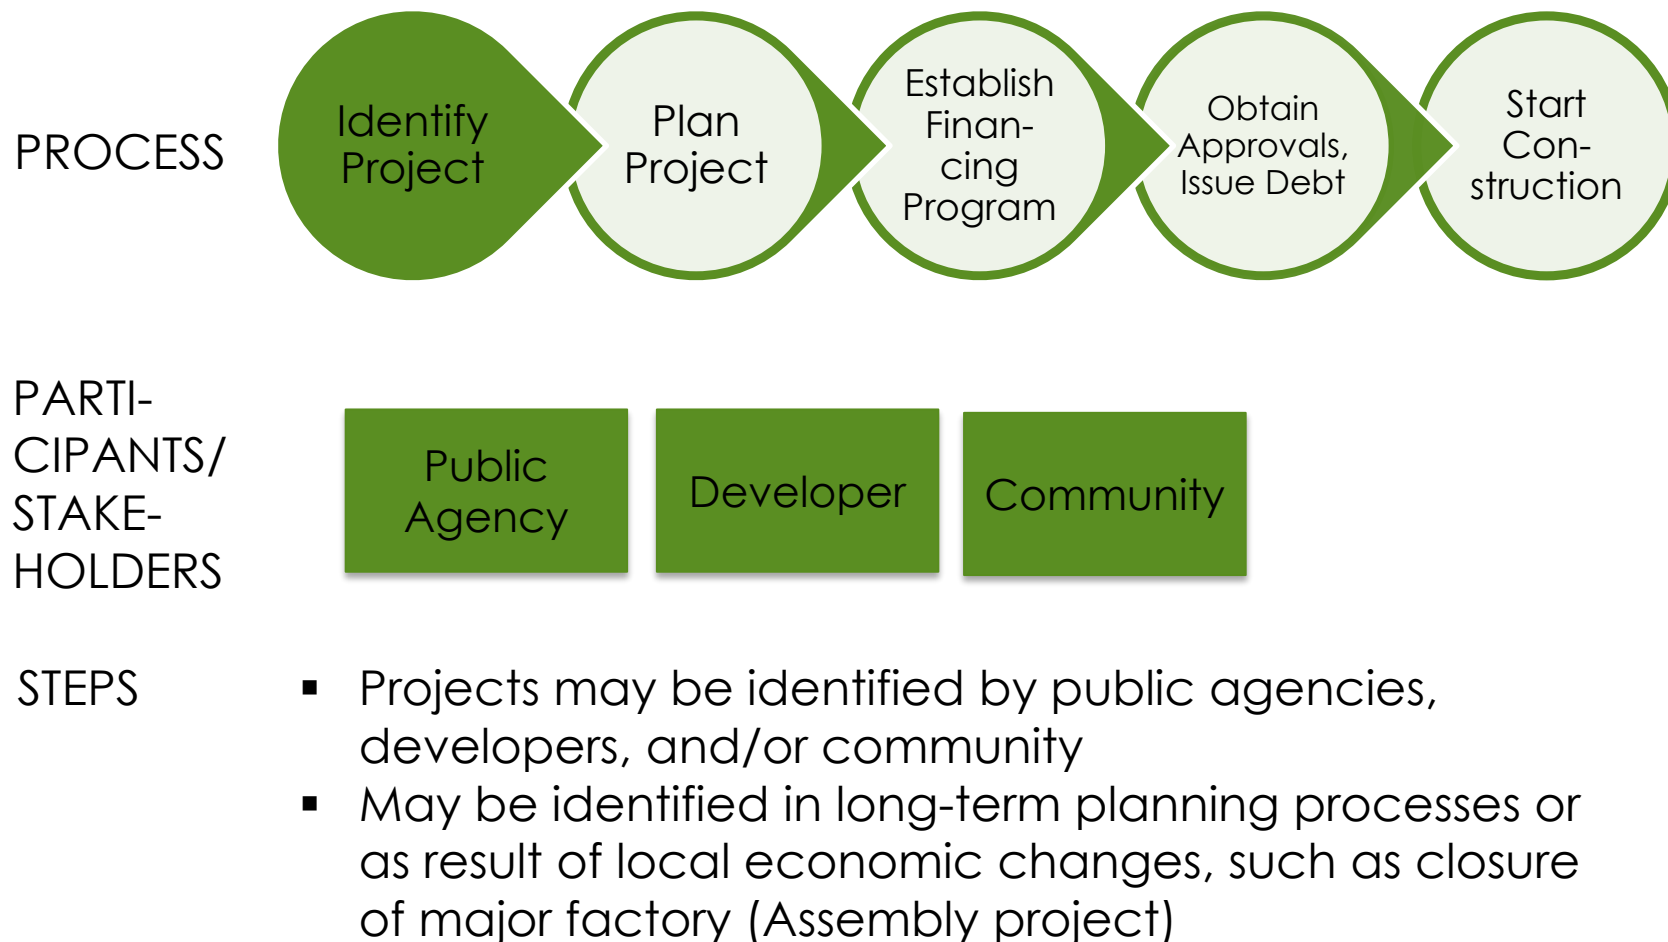 PROCESS
Identify
Project
Plan
Project
Establish
Finan-
cing
Program
Obtain
Approvals,
Issue Debt
Start
Con-
struction
PARTI-
CIPANTS/
STAKE-
HOLDERS
Public
Agency
Developer
Community
STEPS
▪ Projects may be identified by public agencies,
developers, and/or community
▪ May be identified in long-term planning processes or
as result of local economic changes, such as closure
of major factory (Assembly project)